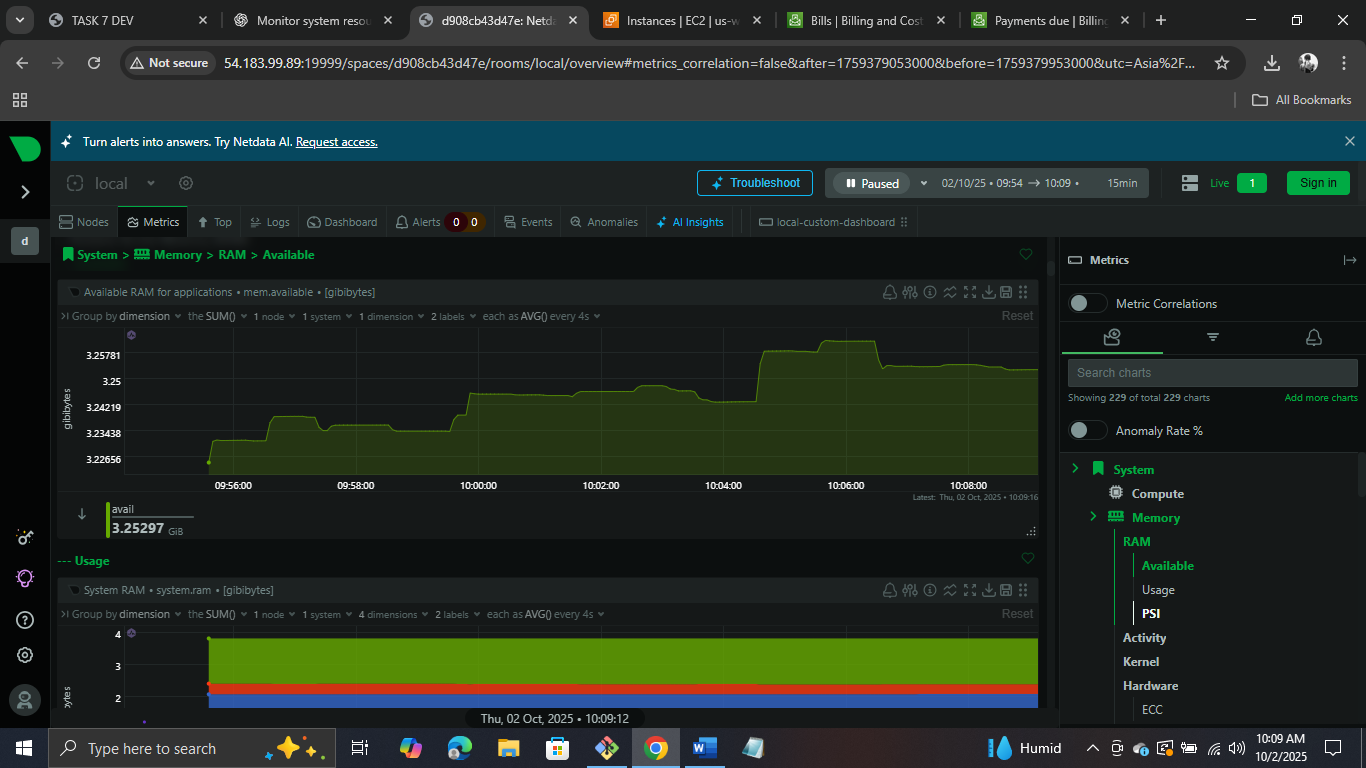 TASK 7 DEV
Monitor system resou
d908cb43d47e: Netda
Instances | EC2 | us-w
Bills | Billing and Cost
Payments due | Billing
Not secure
54.183.99.89:19999/spaces/d908cb43d47e/rooms/local/overview#metrics_correlation=false&after=1759379053000&before=1759379953000&utc=Asia%2F...
All Bookmarks
Turn alerts into answers. Try Netdata AI. Request access.
local
Troubleshoot
Paused
02/10/25 • 09:54 → 10:09 •
15min
Live
1
Sign in
d
Nodes
Metrics
Top
Logs
Dashboard
Alerts
0
0
Events
Anomalies
AI Insights
local-custom-dashboard
System > Memory > RAM > Available
Available RAM for applications • mem.available • [gibibytes]
Group by dimension the SUM() 1 node 1 system 1 dimension 2 labels each as AVG() every 4s
Reset
gibibytes
3.25781
3.25
3.24219
3.23438
3.22656
09:56:00
09:58:00
10:00:00
10:02:00
10:04:00
10:06:00
10:08:00
Latest: Thu, 02 Oct, 2025 • 10:09:16
avail
3.25297 GiB
--- Usage
System RAM • system.ram • [gibibytes]
Group by dimension the SUM() 1 node 1 system 4 dimensions 2 labels each as AVG() every 4s
Reset
4
3
2
ytes
Thu, 02 Oct, 2025 • 10:09:12
Metrics
Metric Correlations
Search charts
Showing 229 of total 229 charts
Add more charts
Anomaly Rate %
System
Compute
Memory
RAM
Available
Usage
PSI
Activity
Kernel
Hardware
ECC
Type here to search
Humid
10:09 AM
10/2/2025